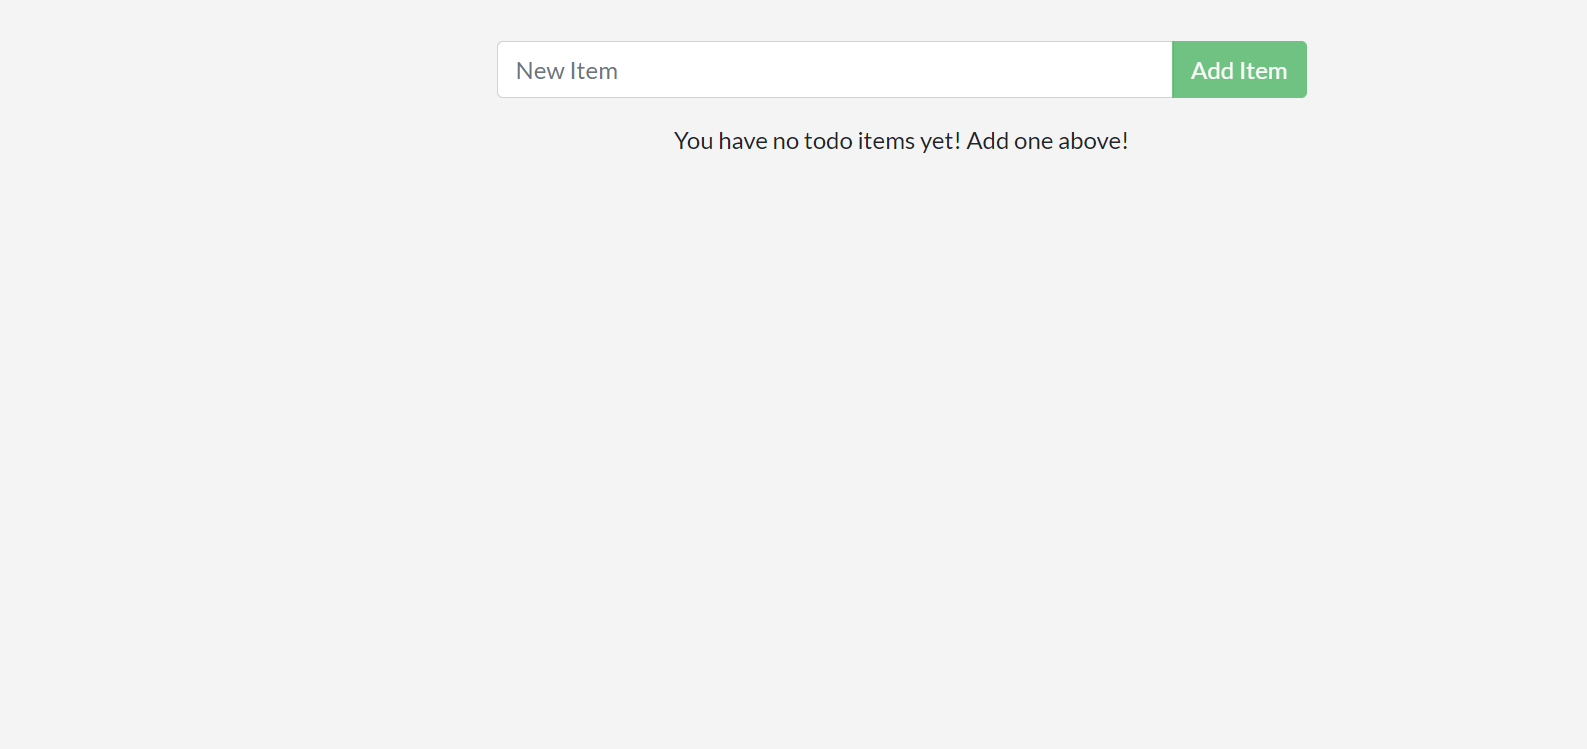 New Item
Add Item
You have no todo items yet! Add one above!